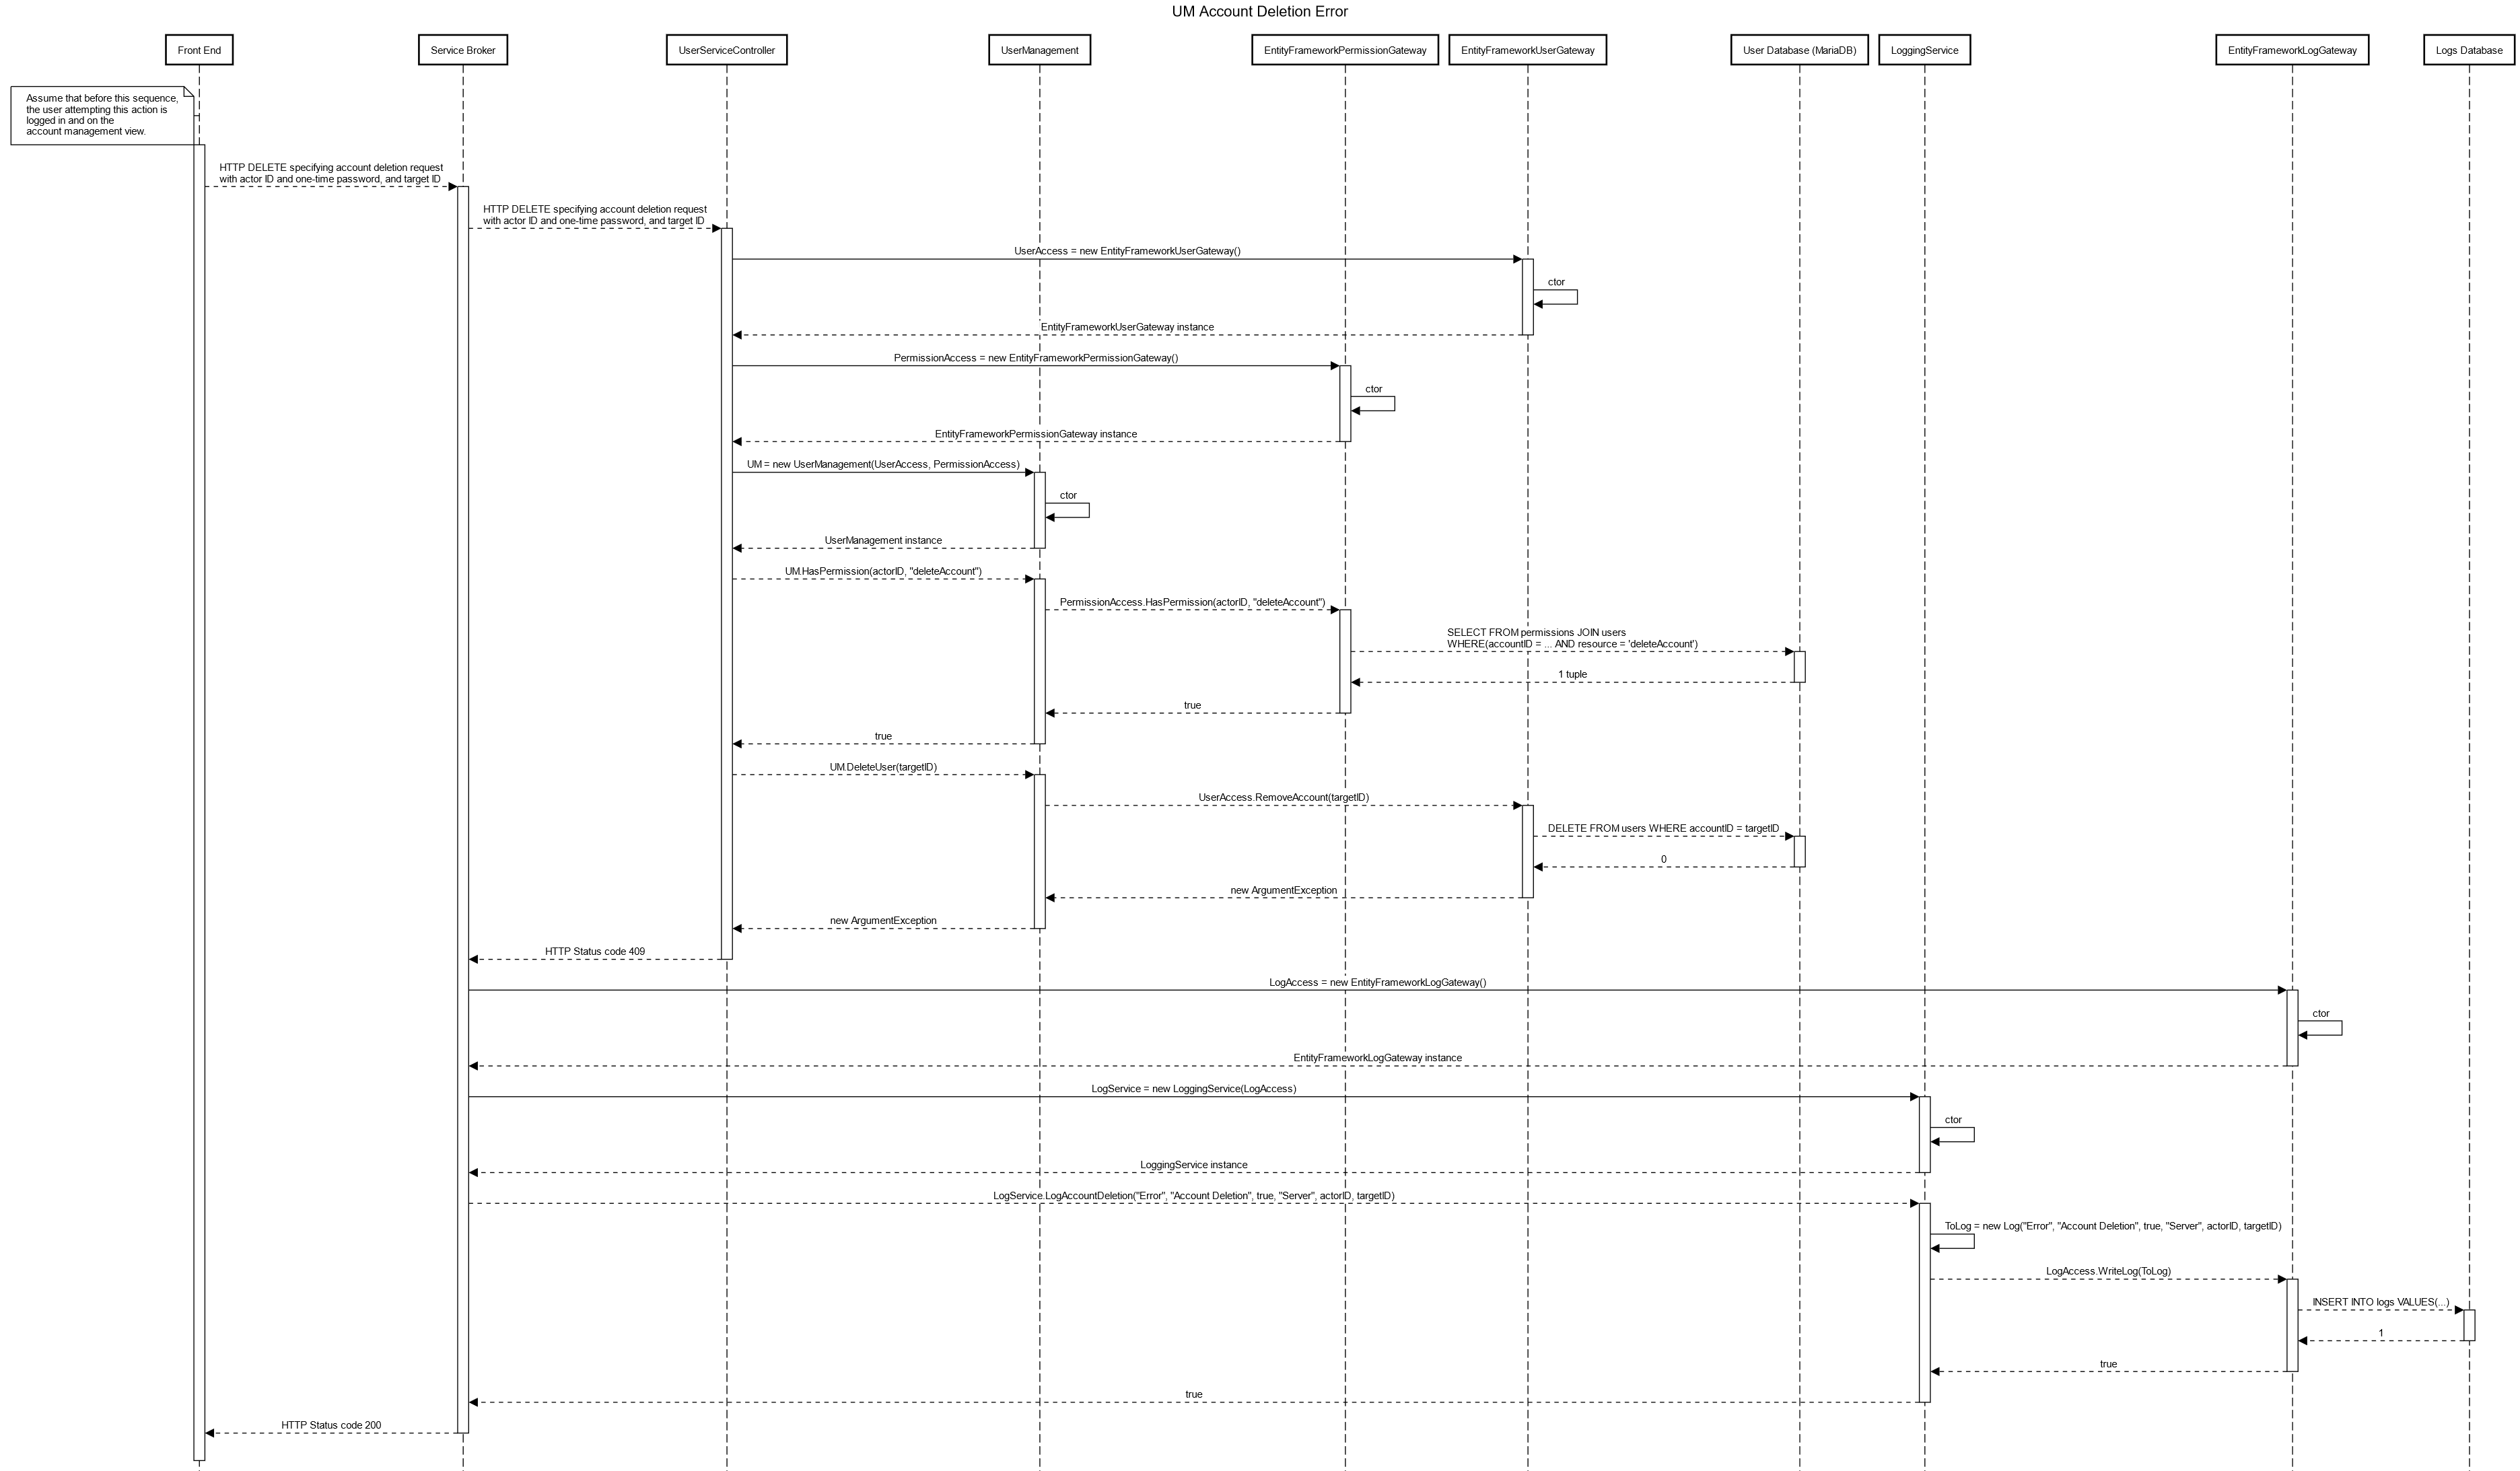 UM Account Deletion Error
Front End
Service Broker
UserServiceController
UserManagement
EntityFrameworkPermissionGateway
EntityFrameworkUserGateway
User Database (MariaDB)
LoggingService
EntityFrameworkLogGateway
Logs Database
Assume that before this sequence,
the user attempting this action is
logged in and on the
account management view.
HTTP DELETE specifying account deletion request
with actor ID and one-time password, and target ID
HTTP DELETE specifying account deletion request
with actor ID and one-time password, and target ID
UserAccess = new EntityFrameworkUserGateway()
ctor
EntityFrameworkUserGateway instance
PermissionAccess = new EntityFrameworkPermissionGateway()
ctor
EntityFrameworkPermissionGateway instance
UM = new UserManagement(UserAccess, PermissionAccess)
ctor
UserManagement instance
UM.HasPermission(actorID, "deleteAccount")
PermissionAccess.HasPermission(actorID, "deleteAccount")
SELECT FROM permissions JOIN users
WHERE(accountID = ... AND resource = 'deleteAccount')
1 tuple
true
true
UM.DeleteUser(targetID)
UserAccess.RemoveAccount(targetID)
DELETE FROM users WHERE accountID = targetID
0
new ArgumentException
new ArgumentException
HTTP Status code 409
LogAccess = new EntityFrameworkLogGateway()
ctor
EntityFrameworkLogGateway instance
LogService = new LoggingService(LogAccess)
ctor
LoggingService instance
LogService.LogAccountDeletion("Error", "Account Deletion", true, "Server", actorID, targetID)
ToLog = new Log("Error", "Account Deletion", true, "Server", actorID, targetID)
LogAccess.WriteLog(ToLog)
INSERT INTO logs VALUES(...)
1
true
true
HTTP Status code 200